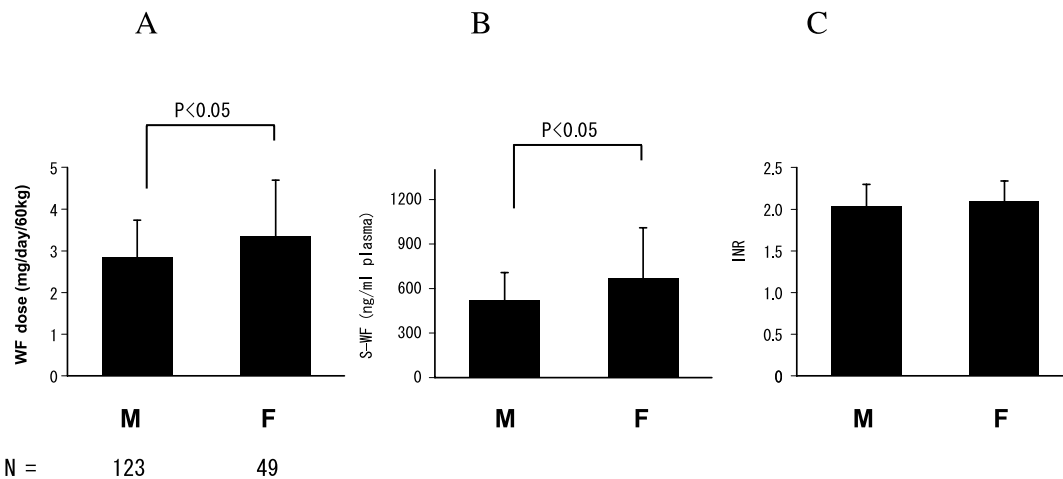 A
B
C
P<0.05
WF dose (mg/day/60kg)
5
4
3
2
1
0
M
F
P<0.05
S-WF (ng/ml plasma)
1200
900
600
300
0
M
F
INR
2.5
2.0
1.5
1.0
0.5
0
M
F
N = 123 49